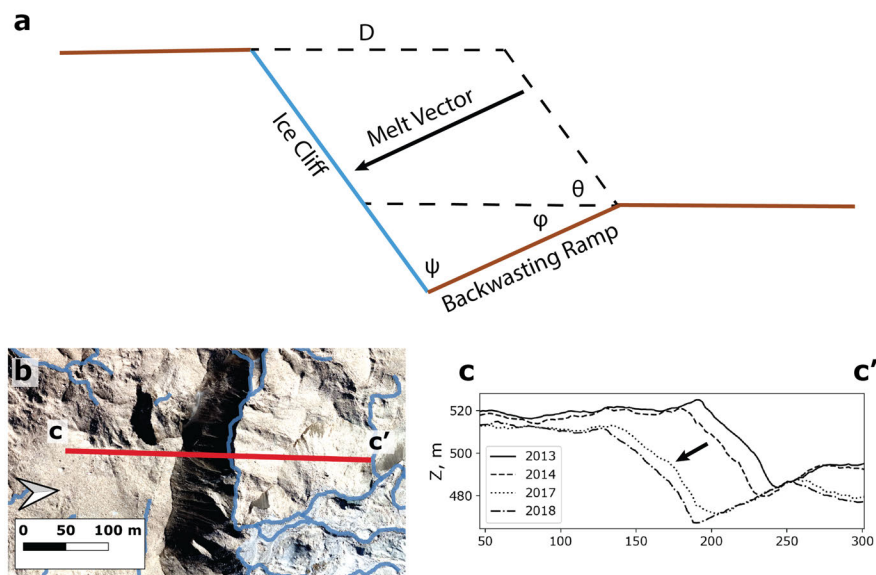 a
D
Melt Vector
Ice Cliff
θ
φ
ψ
Backwasting Ramp
b
c
c'
0 50 100 m
c
c'
Z, m
520
500
480
2013
2014
2017
2018
50 100 150 200 250 300